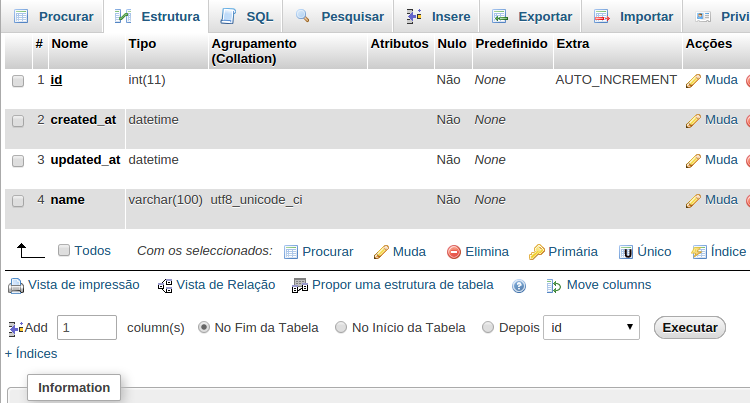 Procurar Estrutura SQL Pesquisar Insere Exportar Importar Privi
# Nome Tipo Agrupamento (Collation) Atributos Nulo Predefinido Extra Acções
1 id int(11) Não None AUTO_INCREMENT Muda
2 created_at datetime Não None Muda
3 updated_at datetime Não None Muda
4 name varchar(100) utf8_unicode_ci Não None Muda
Todos Com os seleccionados: Procurar Muda Elimina Primária Único Índice
Vista de impressão Vista de Relação Propor uma estrutura de tabela Move columns
Add 1 column(s) No Fim da Tabela No Início da Tabela Depois id Executar
+ Índices
Information